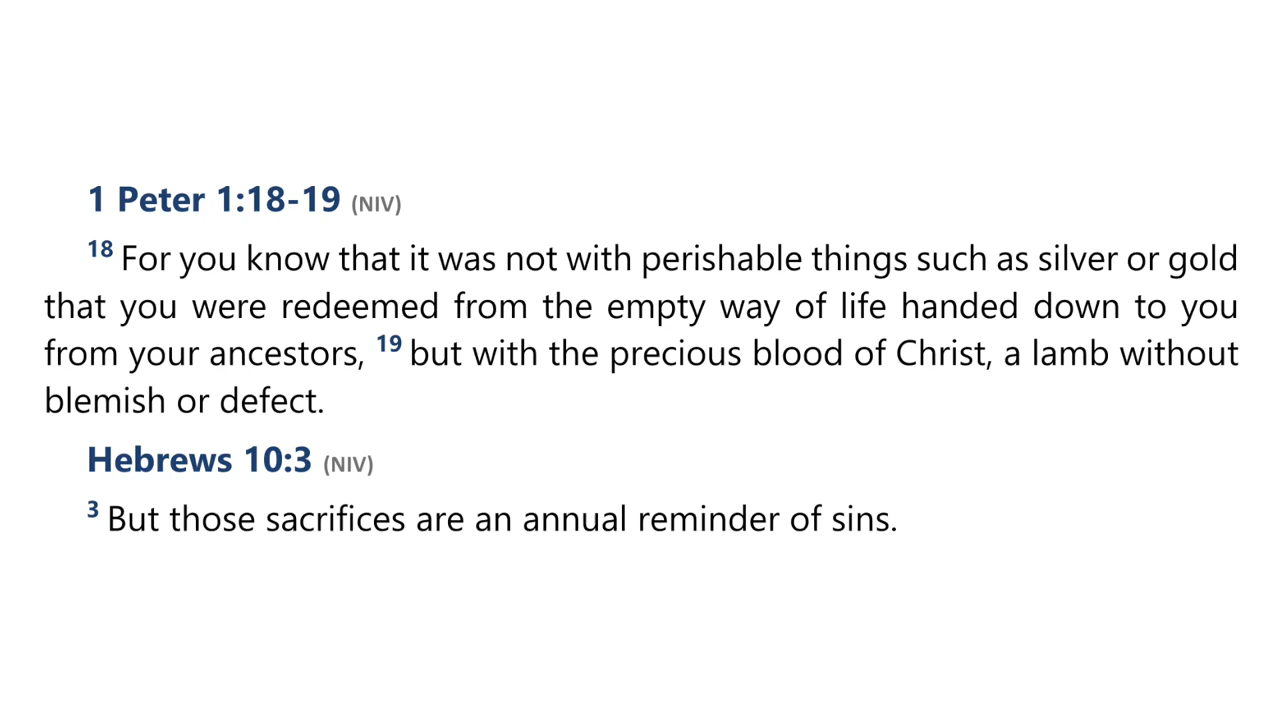 1 Peter 1:18-19 (NIV)
18 For you know that it was not with perishable things such as silver or gold
that you were redeemed from the empty way of life handed down to you
from your ancestors, 19 but with the precious blood of Christ, a lamb without
blemish or defect.
Hebrews 10:3 (NIV)
3 But those sacrifices are an annual reminder of sins.